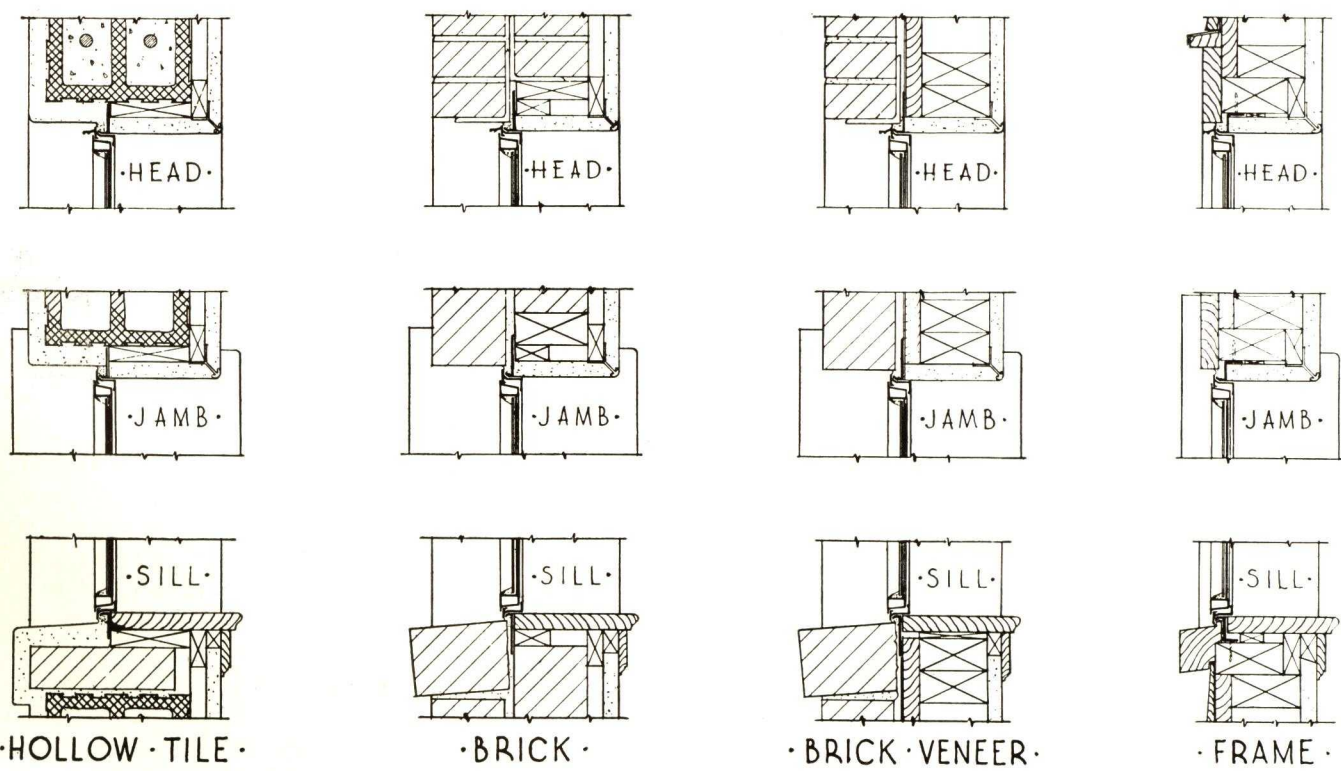 ·HEAD· ·HEAD· ·HEAD· ·HEAD·
·JAMB· ·JAMB· ·JAMB· ·JAMB·
·SILL· ·SILL· ·SILL· ·SILL·
·HOLLOW·TILE· ·BRICK· ·BRICK·VENEER· ·FRAME·